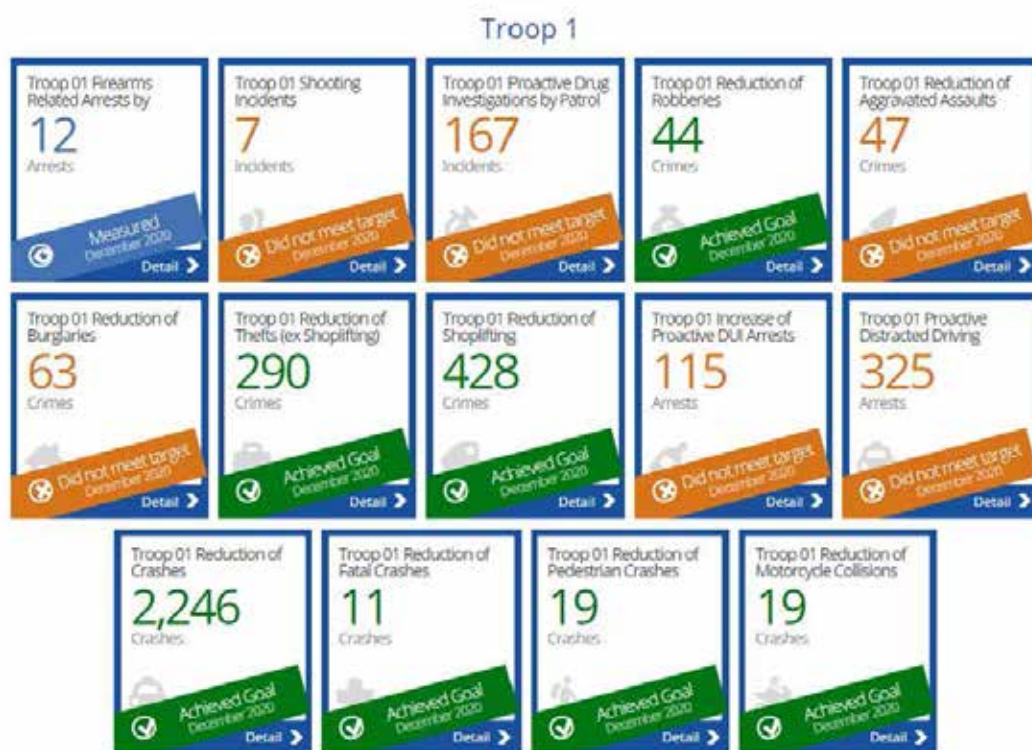 Troop 1
Troop 01 Firearms
Related Arrests by
12
Arrests
Measured
December 2020
Detail
Troop 01 Shooting
Incidents
7
Incidents
Did not meet target
December 2020
Detail
Troop 01 Proactive Drug
Investigations by Patrol
167
Incidents
Did not meet target
December 2020
Detail
Troop 01 Reduction of
Robberies
44
Crimes
Achieved Goal
December 2020
Detail
Troop 01 Reduction of
Aggravated Assaults
47
Crimes
Did not meet target
December 2020
Detail
Troop 01 Reduction of
Burglaries
63
Crimes
Did not meet target
December 2020
Detail
Troop 01 Reduction of
Thefts (ex Shoplifting)
290
Crimes
Achieved Goal
December 2020
Detail
Troop 01 Reduction of
Shoplifting
428
Crimes
Achieved Goal
December 2020
Detail
Troop 01 Increase of
Proactive DUI Arrests
115
Arrests
Did not meet target
December 2020
Detail
Troop 01 Proactive
Distracted Driving
325
Arrests
Did not meet target
December 2020
Detail
Troop 01 Reduction of
Crashes
2,246
Crashes
Achieved Goal
December 2020
Detail
Troop 01 Reduction of
Fatal Crashes
11
Crashes
Achieved Goal
December 2020
Detail
Troop 01 Reduction of
Pedestrian Crashes
19
Crashes
Achieved Goal
December 2020
Detail
Troop 01 Reduction of
Motorcycle Collisions
19
Crashes
Achieved Goal
December 2020
Detail